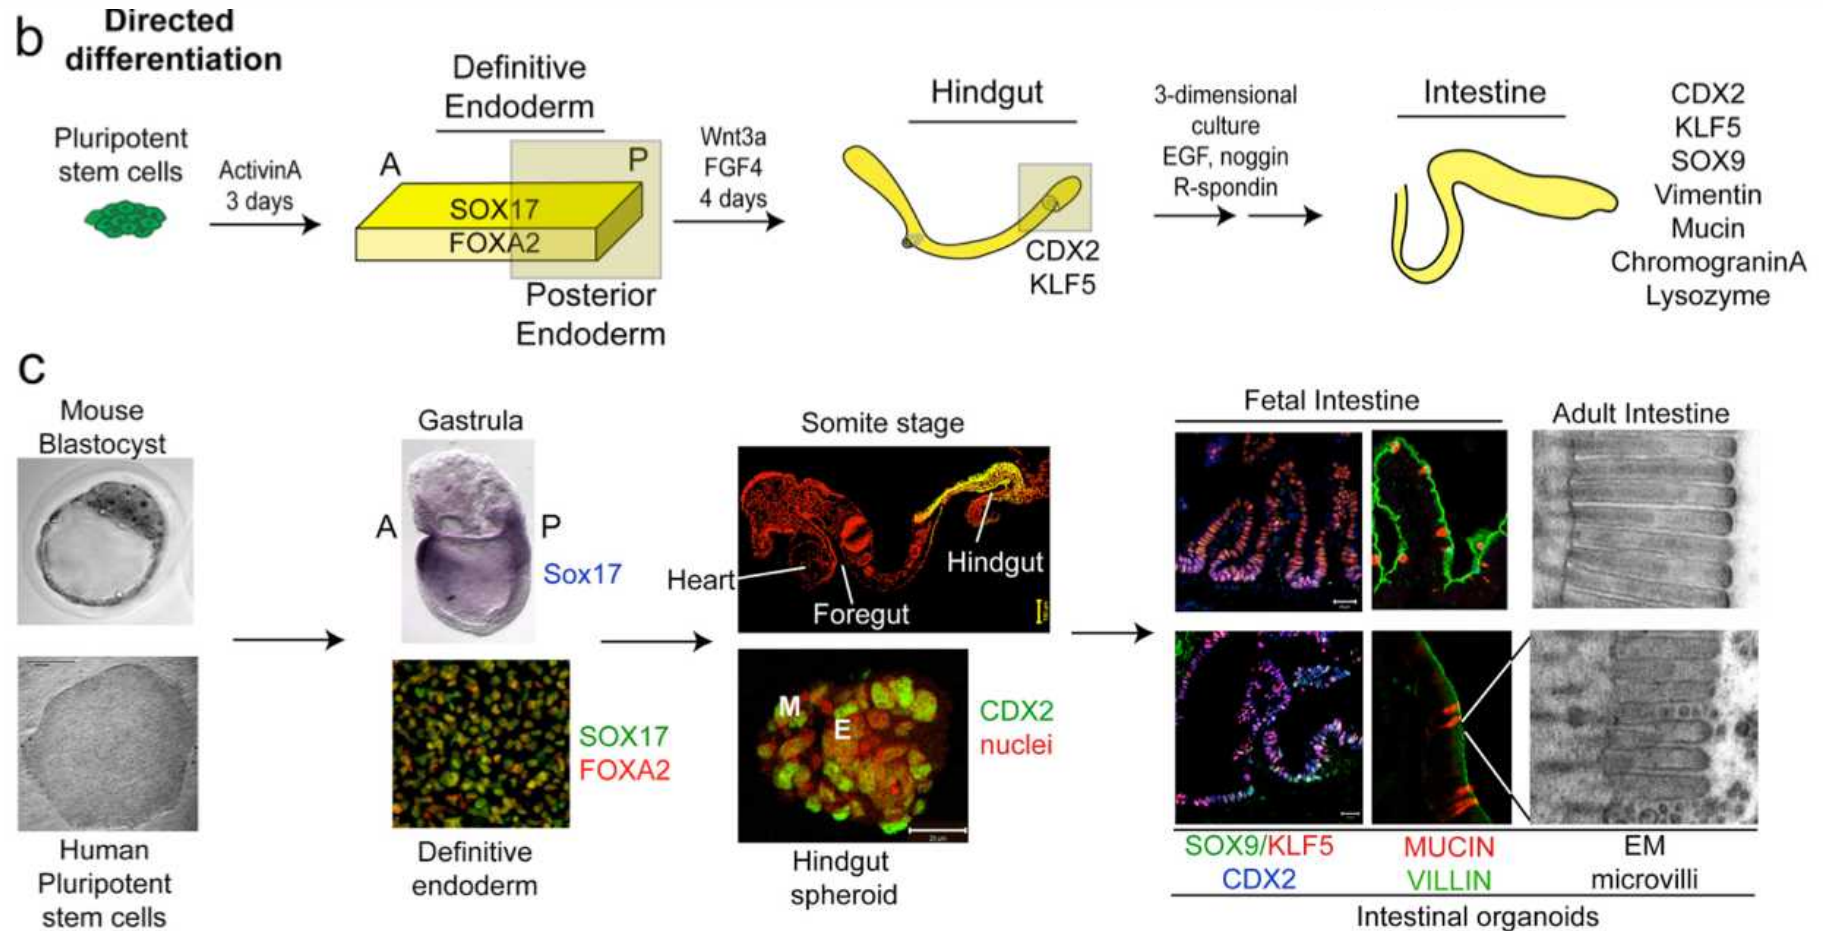 b
Directed
differentiation
Pluripotent
stem cells
ActivinA
3 days
Definitive
Endoderm
A
P
SOX17
FOXA2
Posterior
Endoderm
Wnt3a
FGF4
4 days
Hindgut
CDX2
KLF5
3-dimensional
culture
EGF, noggin
R-spondin
Intestine
CDX2
KLF5
SOX9
Vimentin
Mucin
ChromograninA
Lysozyme
c
Mouse
Blastocyst
Human
Pluripotent
stem cells
Gastrula
A
P
Sox17
SOX17
FOXA2
Definitive
endoderm
Somite stage
Heart
Foregut
Hindgut
M
E
CDX2
nuclei
Hindgut
spheroid
Fetal Intestine
Adult Intestine
SOX9/KLF5
CDX2
MUCIN
VILLIN
EM
microvilli
Intestinal organoids